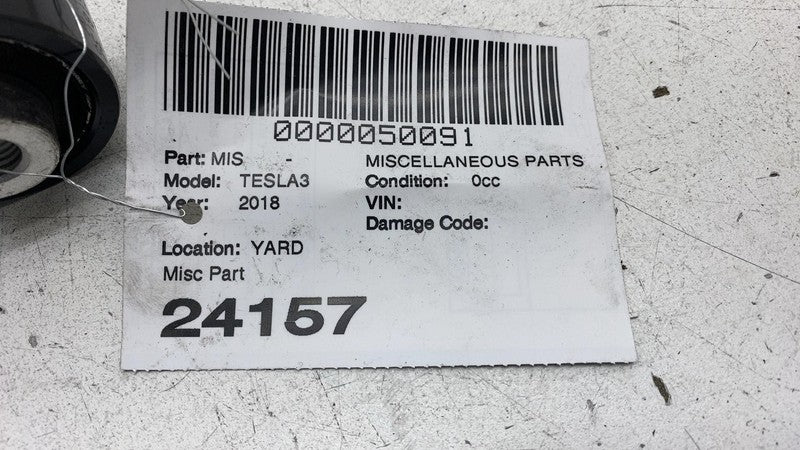 0000050091
Part: MIS - MISCELLANEOUS PARTS
Model: TESLA3 Condition: 0cc
Year: 2018 VIN:
Damage Code:
Location: YARD
Misc Part
24157